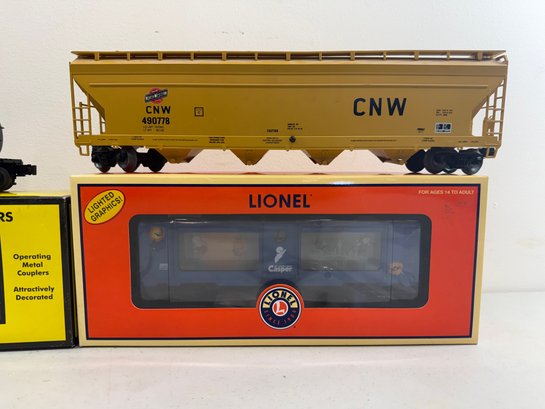 CNW
490778
CNW
LIONEL
FOR AGES 14 TO ADULT
LIGHTED
GRAPHICS!
Casper
LIONEL
L
RS
Operating
Metal
Couplers
Attractively
Decorated